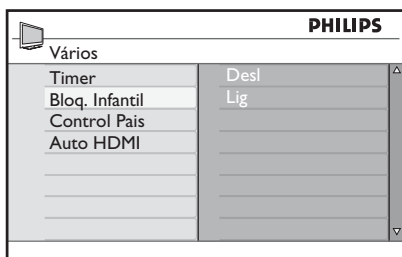 PHILIPS
Vários
Timer
Desl
Bloq. Infantil
Lig
Control Pais
Auto HDMI